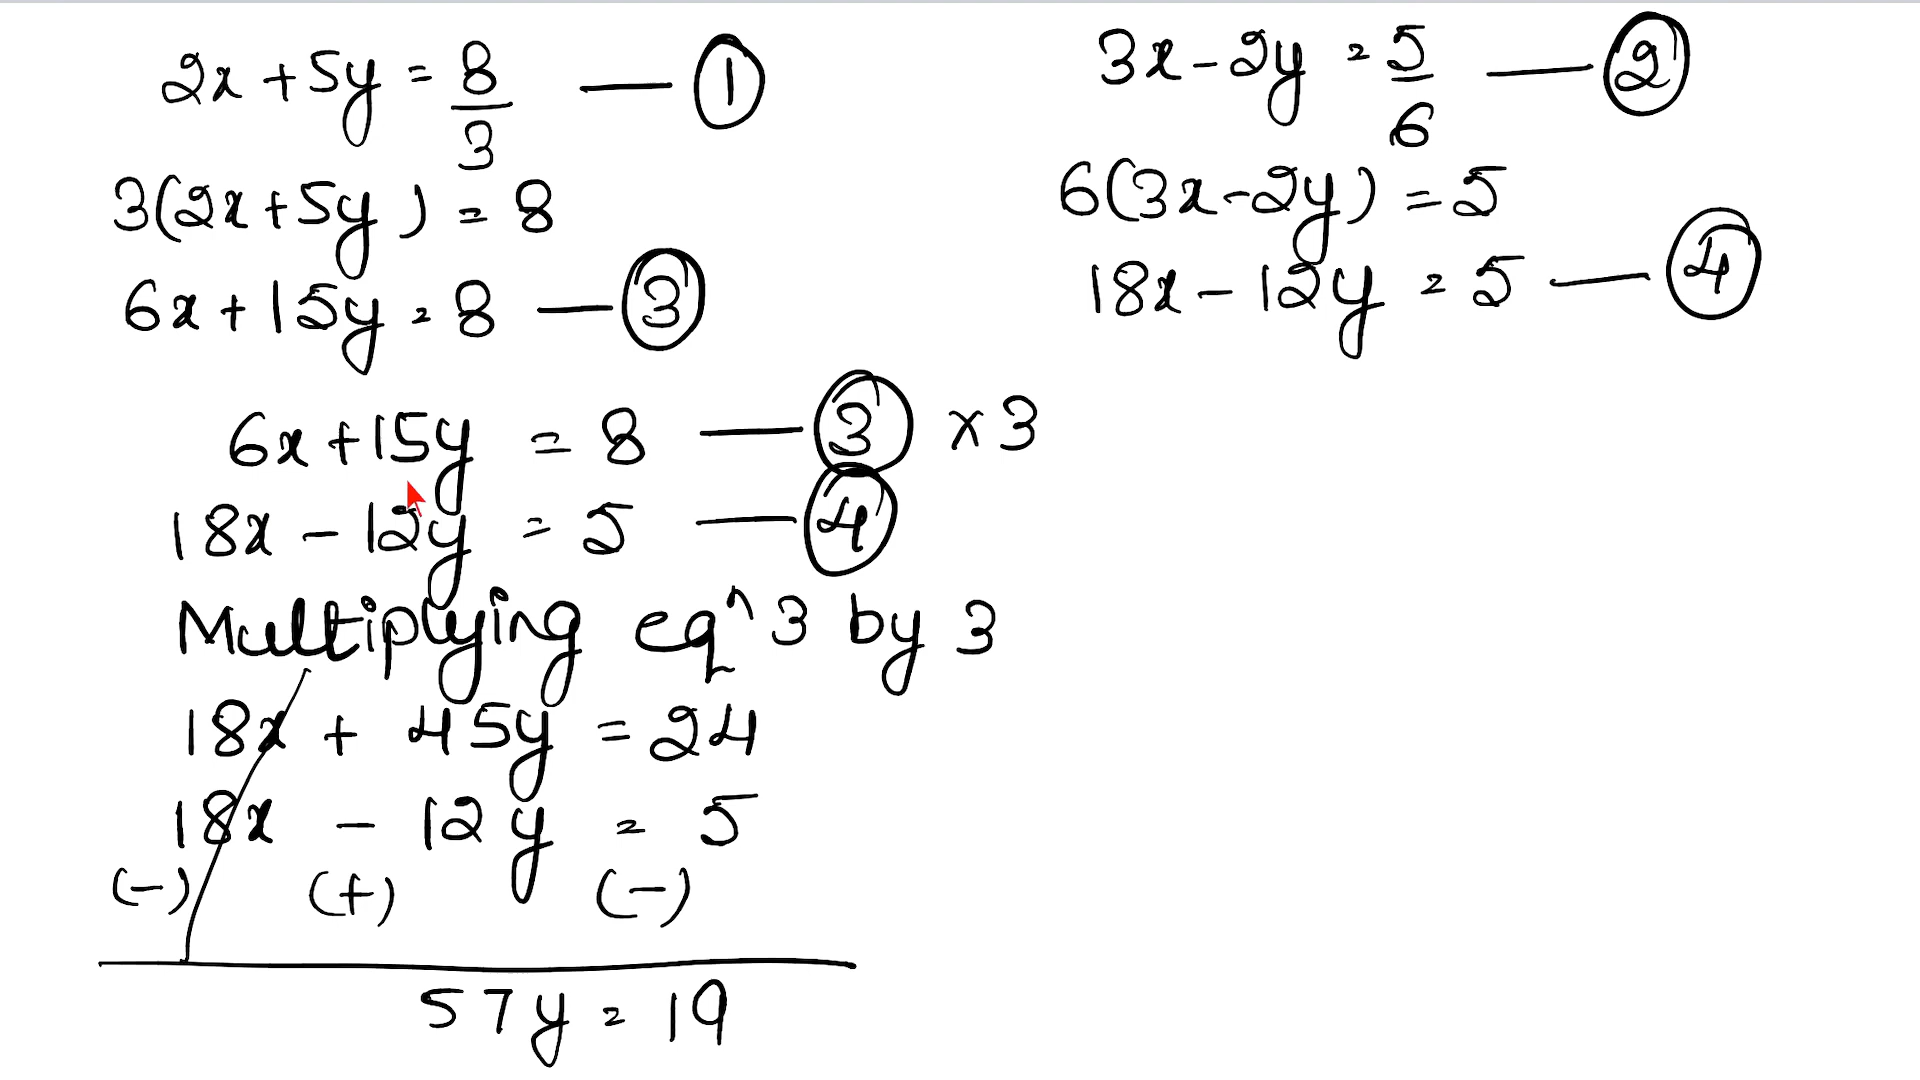 2x + 5y = 8/3 — ①
3(2x + 5y) = 8
6x + 15y = 8 — ③
3x - 2y = 5/6 — ②
6(3x - 2y) = 5
18x - 12y = 5 — ④
6x + 15y = 8 — ③ × 3
18x - 12y = 5 — ④
Multiplying eq^n 3 by 3
18x + 45y = 24
18x - 12y = 5
(-) (+) (-)
57y = 19